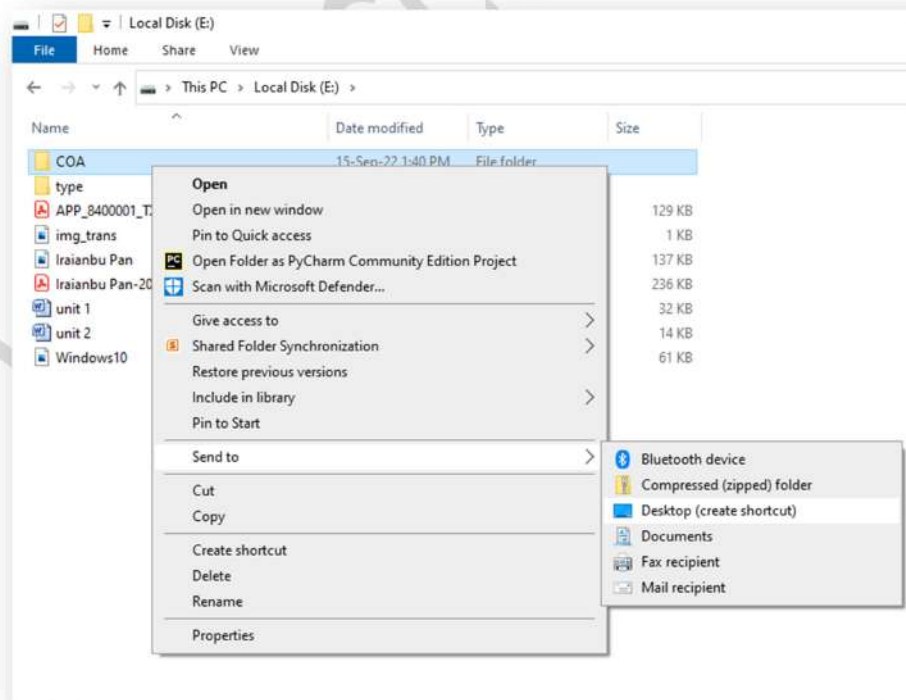 Local Disk (E:)
File Home Share View
This PC > Local Disk (E:) >
Name Date modified Type Size
COA 15-Sep-22 1:40 PM File folder
type
APP_8400001_T 129 KB
img_trans 1 KB
Iraianbu Pan 137 KB
Iraianbu Pan-20 236 KB
unit 1 32 KB
unit 2 14 KB
Windows10 61 KB
Open
Open in new window
Pin to Quick access
PC Open Folder as PyCharm Community Edition Project
Scan with Microsoft Defender...
Give access to
S Shared Folder Synchronization
Restore previous versions
Include in library
Pin to Start
Send to
Cut
Copy
Create shortcut
Delete
Rename
Properties
Bluetooth device
Compressed (zipped) folder
Desktop (create shortcut)
Documents
Fax recipient
Mail recipient